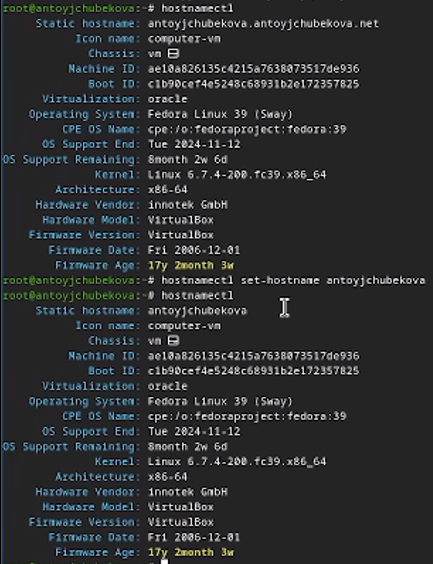 root@antoyjchubekova:~# hostnamectl
Static hostname: antoyjchubekova.antoyjchubekova.net
Icon name: computer-vm
Chassis: vm
Machine ID: ae10a826135c4215a7638073517de936
Boot ID: c1b90cef4e5248c68931b2e172357825
Virtualization: oracle
Operating System: Fedora Linux 39 (Sway)
CPE OS Name: cpe:/o:fedoraproject:fedora:39
OS Support End: Tue 2024-11-12
OS Support Remaining: 8month 2w 6d
Kernel: Linux 6.7.4-200.fc39.x86_64
Architecture: x86-64
Hardware Vendor: innotek GmbH
Hardware Model: VirtualBox
Firmware Version: VirtualBox
Firmware Date: Fri 2006-12-01
Firmware Age: 17y 2month 3w
root@antoyjchubekova:~# hostnamectl set-hostname antoyjchubekova
root@antoyjchubekova:~# hostnamectl
Static hostname: antoyjchubekova
Icon name: computer-vm
Chassis: vm
Machine ID: ae10a826135c4215a7638073517de936
Boot ID: c1b90cef4e5248c68931b2e172357825
Virtualization: oracle
Operating System: Fedora Linux 39 (Sway)
CPE OS Name: cpe:/o:fedoraproject:fedora:39
OS Support End: Tue 2024-11-12
OS Support Remaining: 8month 2w 6d
Kernel: Linux 6.7.4-200.fc39.x86_64
Architecture: x86-64
Hardware Vendor: innotek GmbH
Hardware Model: VirtualBox
Firmware Version: VirtualBox
Firmware Date: Fri 2006-12-01
Firmware Age: 17y 2month 3w